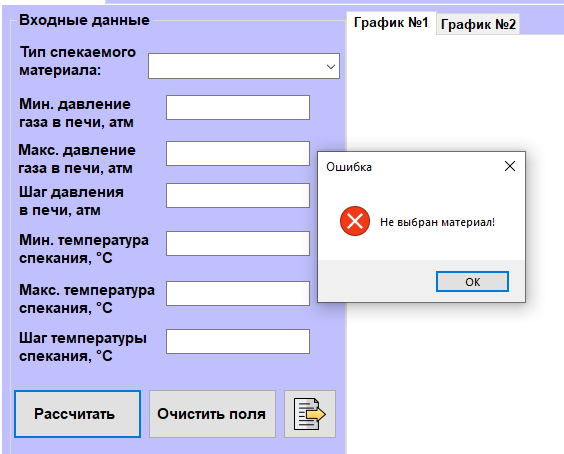 Входные данные
Тип спекаемого
материала:
Мин. давление
газа в печи, атм
Макс. давление
газа в печи, атм
Шаг давления
в печи, атм
Мин. температура
спекания, °C
Макс. температура
спекания, °C
Шаг температуры
спекания, °C
Рассчитать
Очистить поля
График №1
График №2
Ошибка
Не выбран материал!
ОК